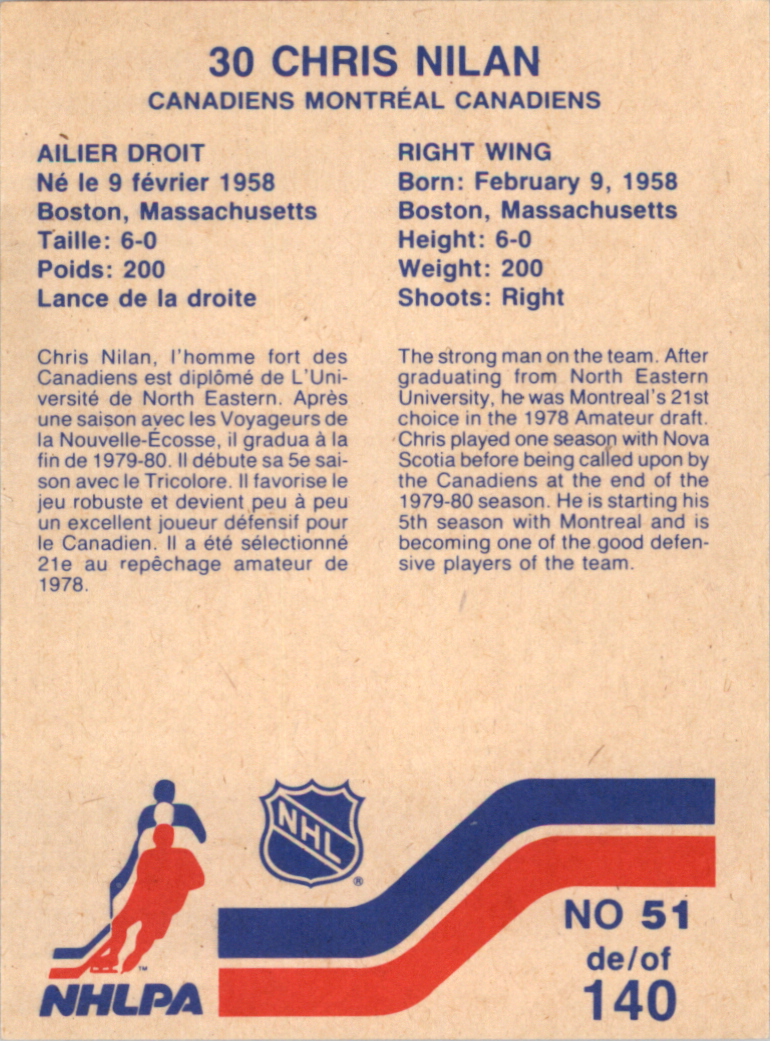 30 CHRIS NILAN
CANADIENS MONTRÉAL CANADIENS
AILIER DROIT
Né le 9 février 1958
Boston, Massachusetts
Taille: 6-0
Poids: 200
Lance de la droite
RIGHT WING
Born: February 9, 1958
Boston, Massachusetts
Height: 6-0
Weight: 200
Shoots: Right
Chris Nilan, l'homme fort des
Canadiens est diplômé de L'Uni-
versité de North Eastern. Après
une saison avec les Voyageurs de
la Nouvelle-Écosse, il gradua à la
fin de 1979-80. Il débute sa 5e sai-
son avec le Tricolore. Il favorise le
jeu robuste et devient peu à peu
un excellent joueur défensif pour
le Canadien. Il a été sélectionné
21e au repêchage amateur de
1978.
The strong man on the team. After
graduating from North Eastern
University, he was Montreal's 21st
choice in the 1978 Amateur draft.
Chris played one season with Nova
Scotia before being called upon by
the Canadiens at the end of the
1979-80 season. He is starting his
5th season with Montreal and is
becoming one of the good defen-
sive players of the team.
NHL
®
™
NHLPA
NO 51
de/of
140